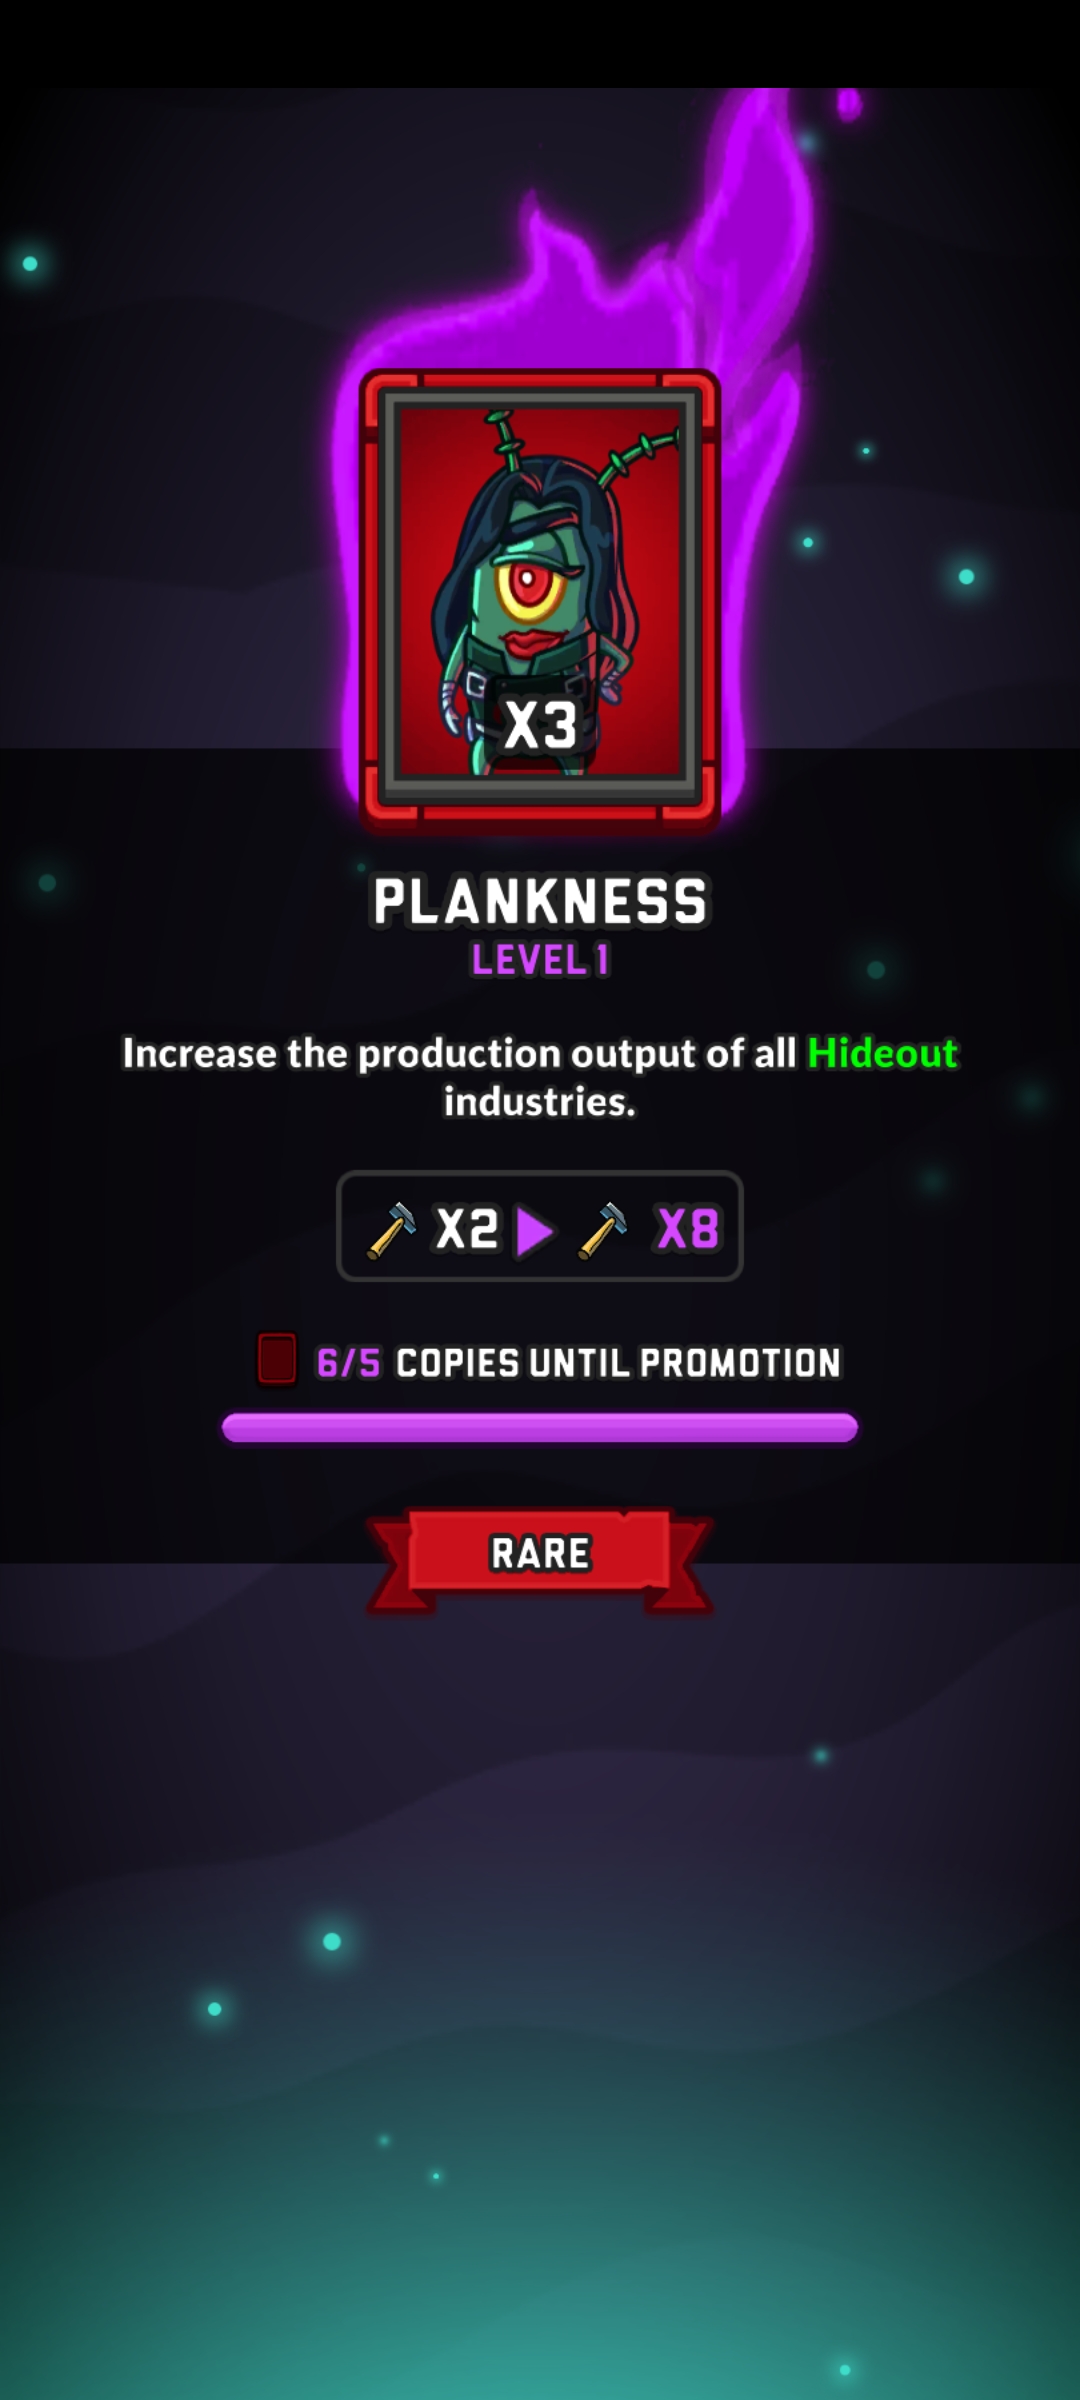 X3
PLANKNESS
LEVEL 1
Increase the production output of all Hideout
industries.
X2 X8
6/5 COPIES UNTIL PROMOTION
RARE